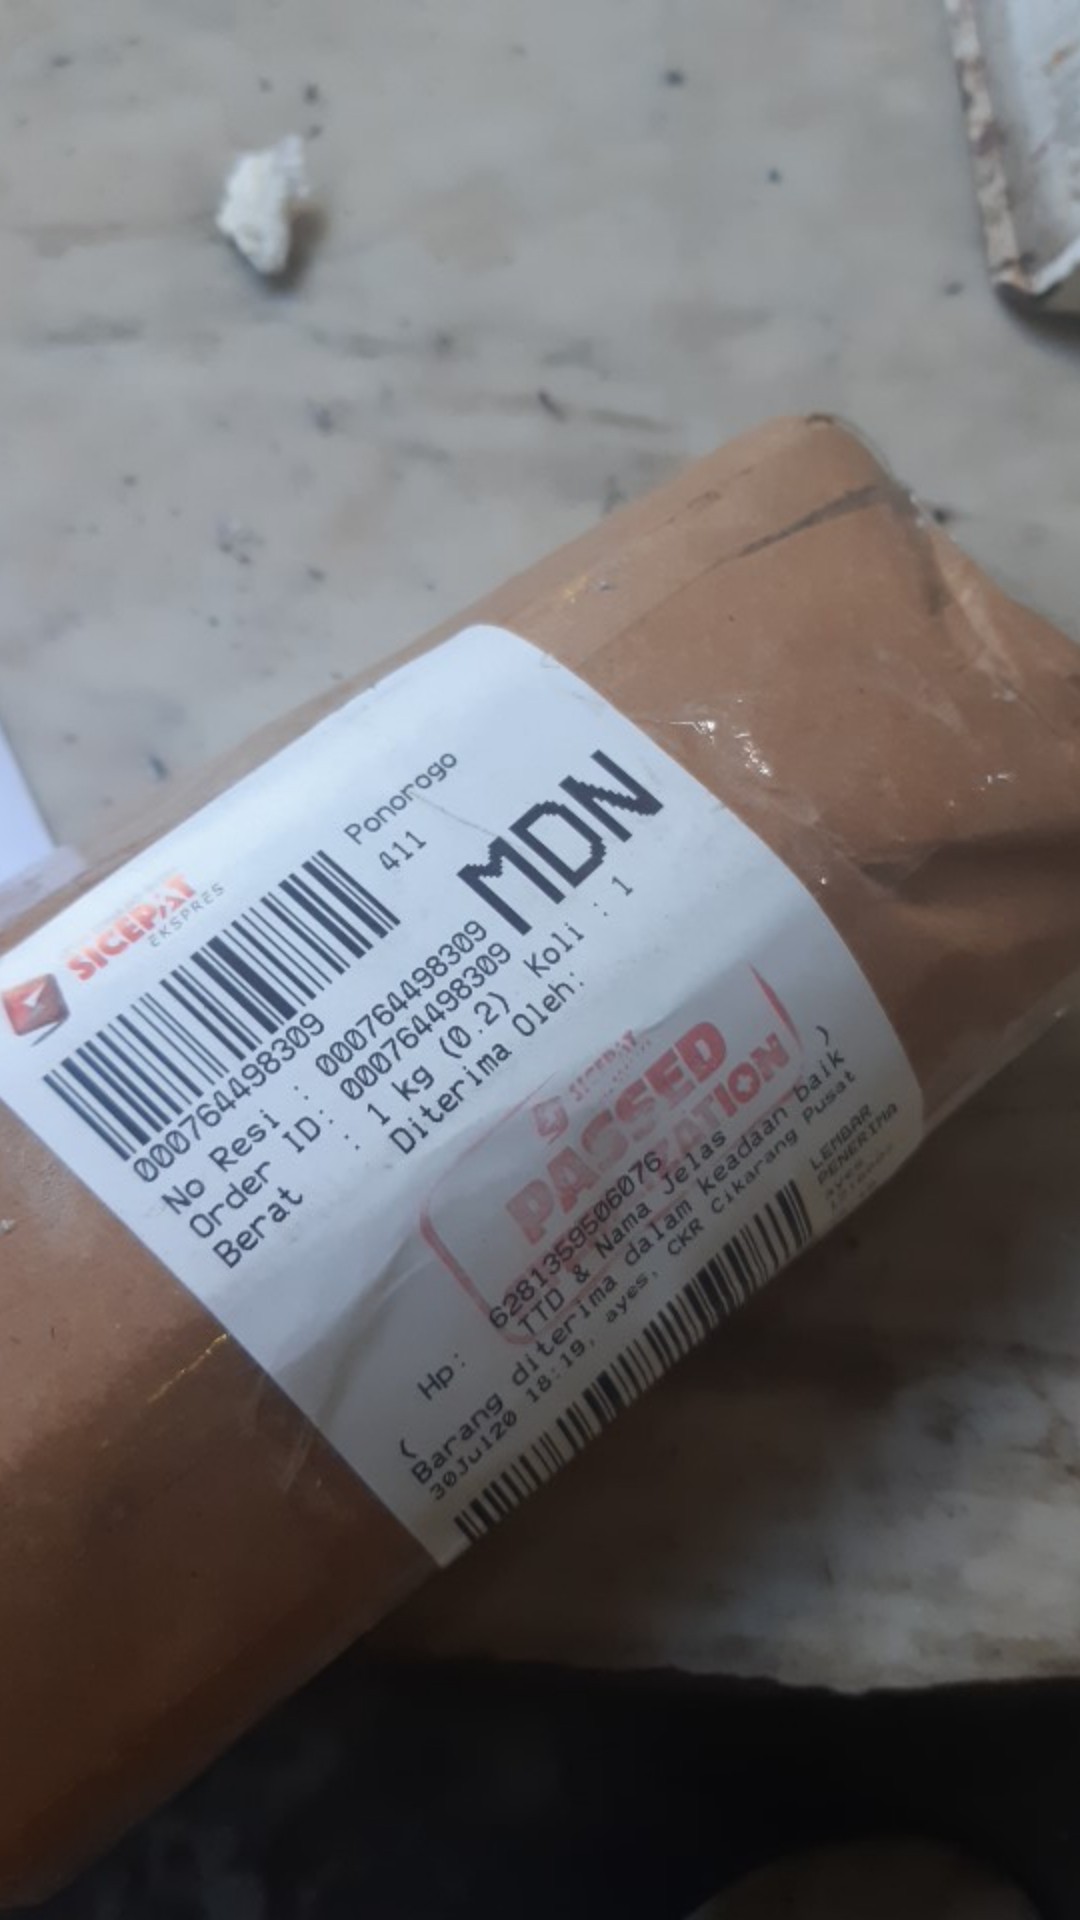 SICEPAT
EKSPRES
Ponorogo
411
MDN
000764498309
No Resi : 000764498309
Order ID: 000764498309
Berat : 1 kg (0.2) Koli : 1
Diterima Oleh:
SICEPAT
PASSED
Hp: 6281359506076
TTD & Nama Jelas
( )
Barang diterima dalam keadaan baik
30Jul20 18:19, ayes, CKR Cikarang Pusat
LEMBAR
PENERIMA